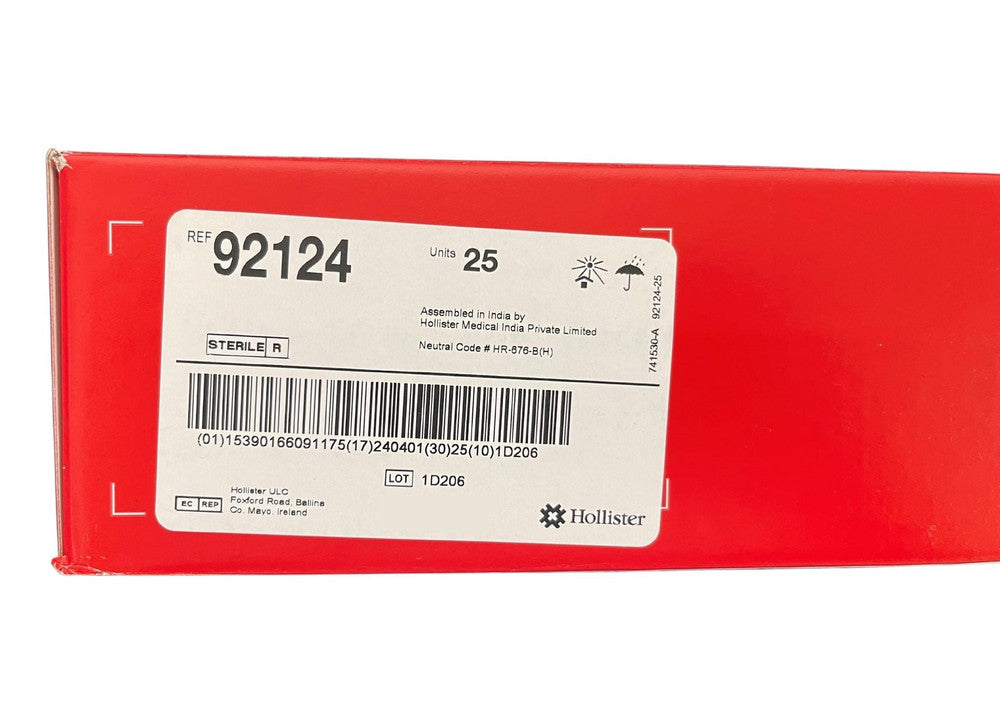 REF 92124
Units 25
Assembled in India by
Hollister Medical India Private Limited
Neutral Code # HR-676-B(H)
STERILE R
741530-A 92124-25
(01)15390166091175(17)240401(30)25(10)1D206
LOT 1D206
EC REP
Hollister ULC
Foxford Road, Ballina
Co. Mayo, Ireland
Hollister